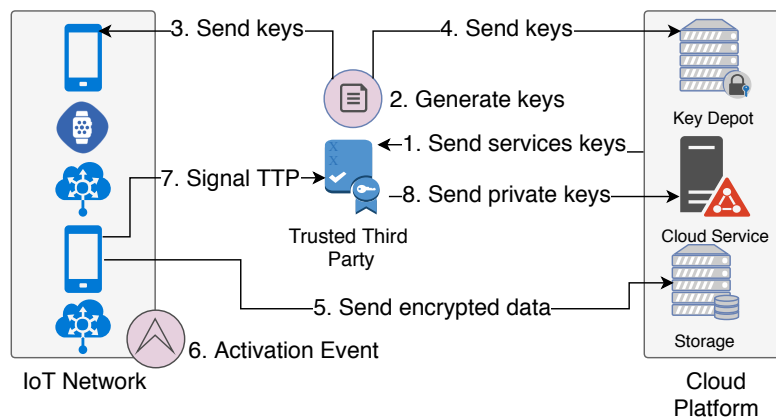 3. Send keys
4. Send keys
2. Generate keys
Key Depot
1. Send services keys
7. Signal TTP
8. Send private keys
Trusted Third
Party
Cloud Service
5. Send encrypted data
6. Activation Event
Storage
IoT Network
Cloud
Platform
X
X